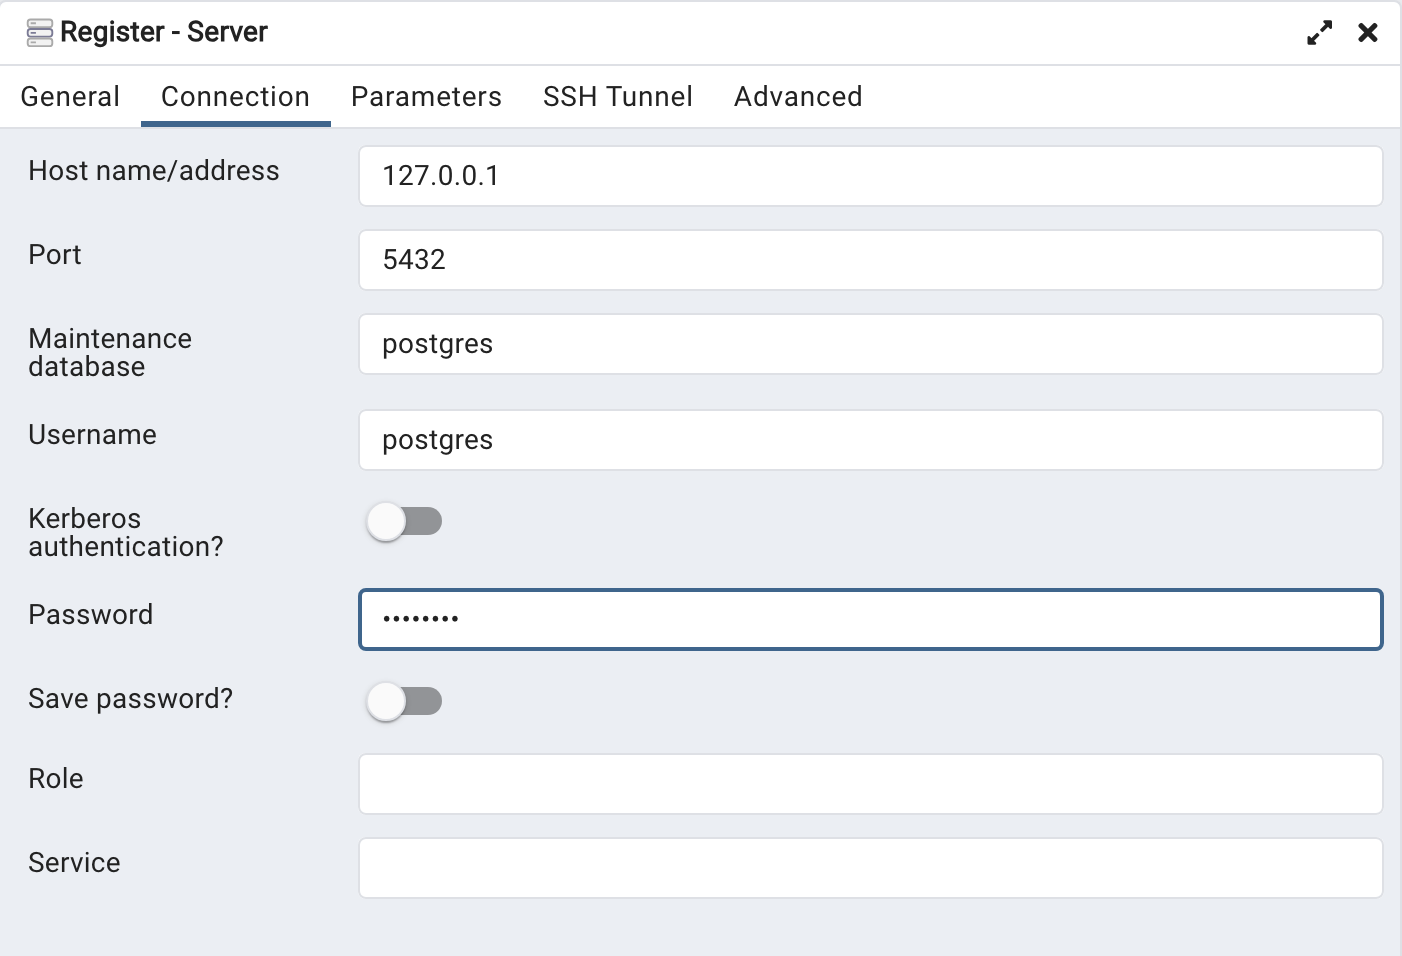 Register - Server
General Connection Parameters SSH Tunnel Advanced
Host name/address 127.0.0.1
Port 5432
Maintenance
database postgres
Username postgres
Kerberos
authentication?
Password ••••••••
Save password?
Role
Service